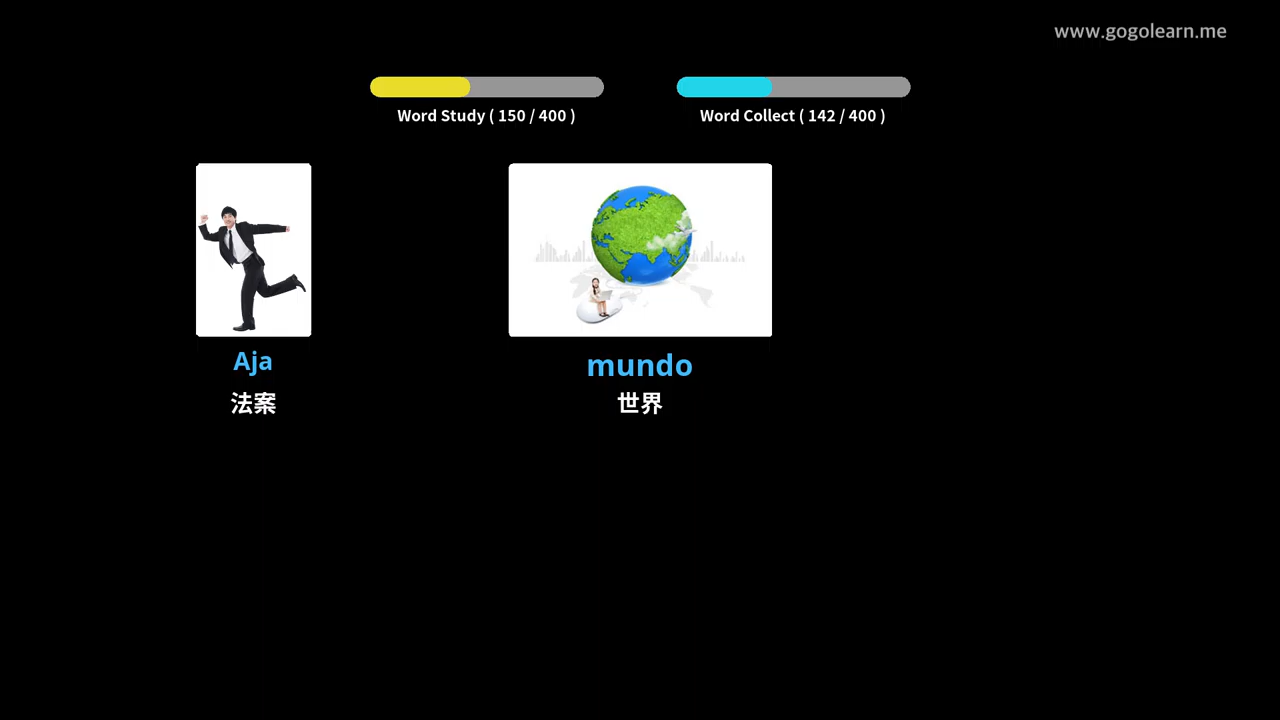 www.gogolearn.me
Word Study ( 150 / 400 )
Word Collect ( 142 / 400 )
Aja
法案
mundo
世界